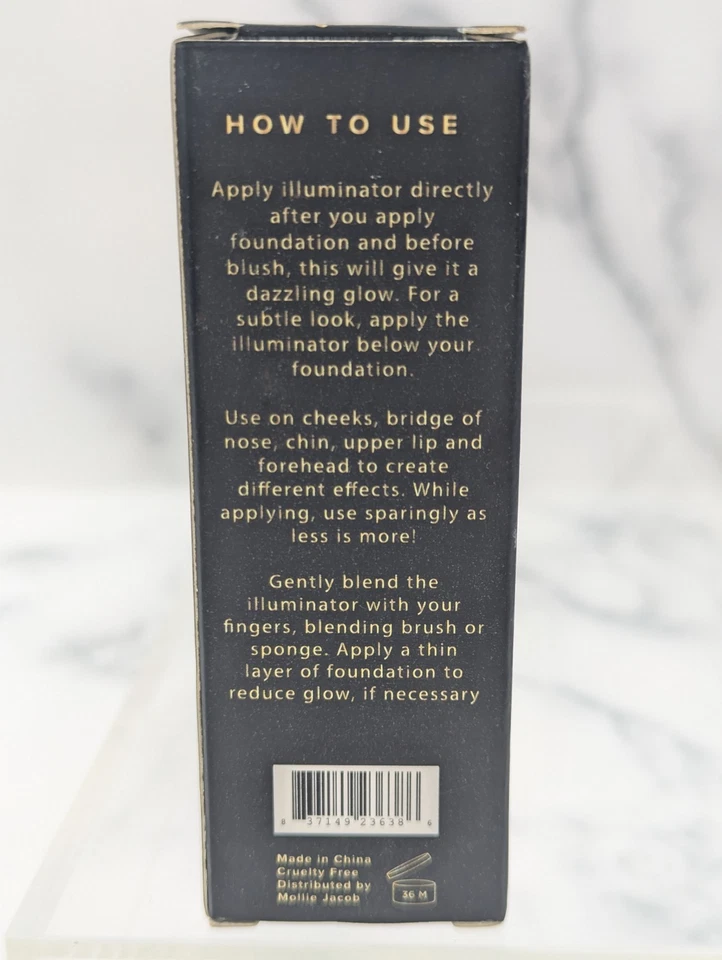 HOW TO USE
Apply illuminator directly
after you apply
foundation and before
blush, this will give it a
dazzling glow. For a
subtle look, apply the
illuminator below your
foundation.
Use on cheeks, bridge of
nose, chin, upper lip and
forehead to create
different effects. While
applying, use sparingly as
less is more!
Gently blend the
illuminator with your
fingers, blending brush or
sponge. Apply a thin
layer of foundation to
reduce glow, if necessary
8 37149 23638 6
Made in China
Cruelty Free
Distributed by
Mollie Jacob
36 M